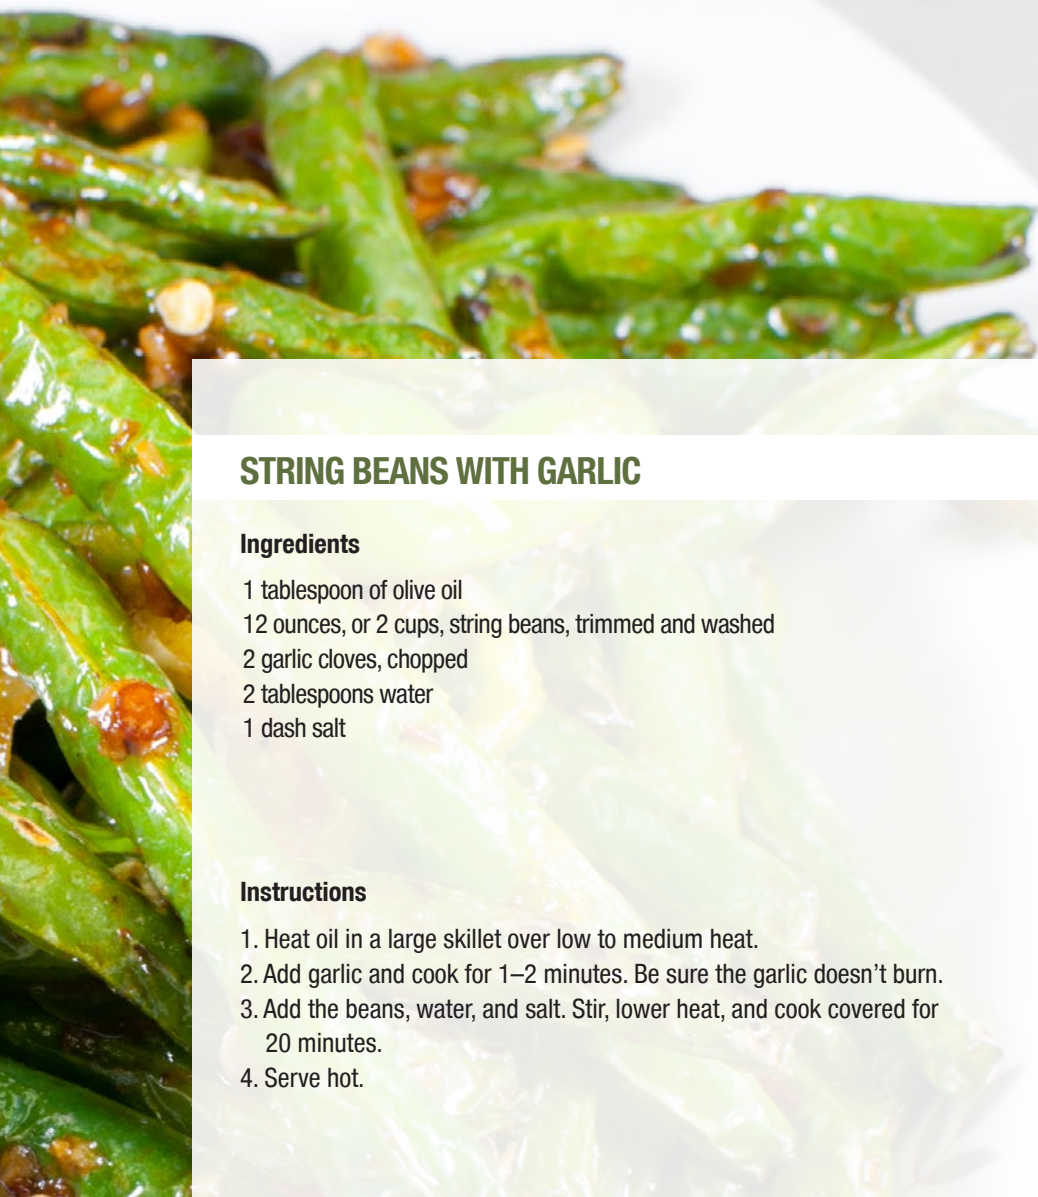 STRING BEANS WITH GARLIC
Ingredients
1 tablespoon of olive oil
12 ounces, or 2 cups, string beans, trimmed and washed
2 garlic cloves, chopped
2 tablespoons water
1 dash salt
Instructions
1. Heat oil in a large skillet over low to medium heat.
2. Add garlic and cook for 1–2 minutes. Be sure the garlic doesn’t burn.
3. Add the beans, water, and salt. Stir, lower heat, and cook covered for
20 minutes.
4. Serve hot.